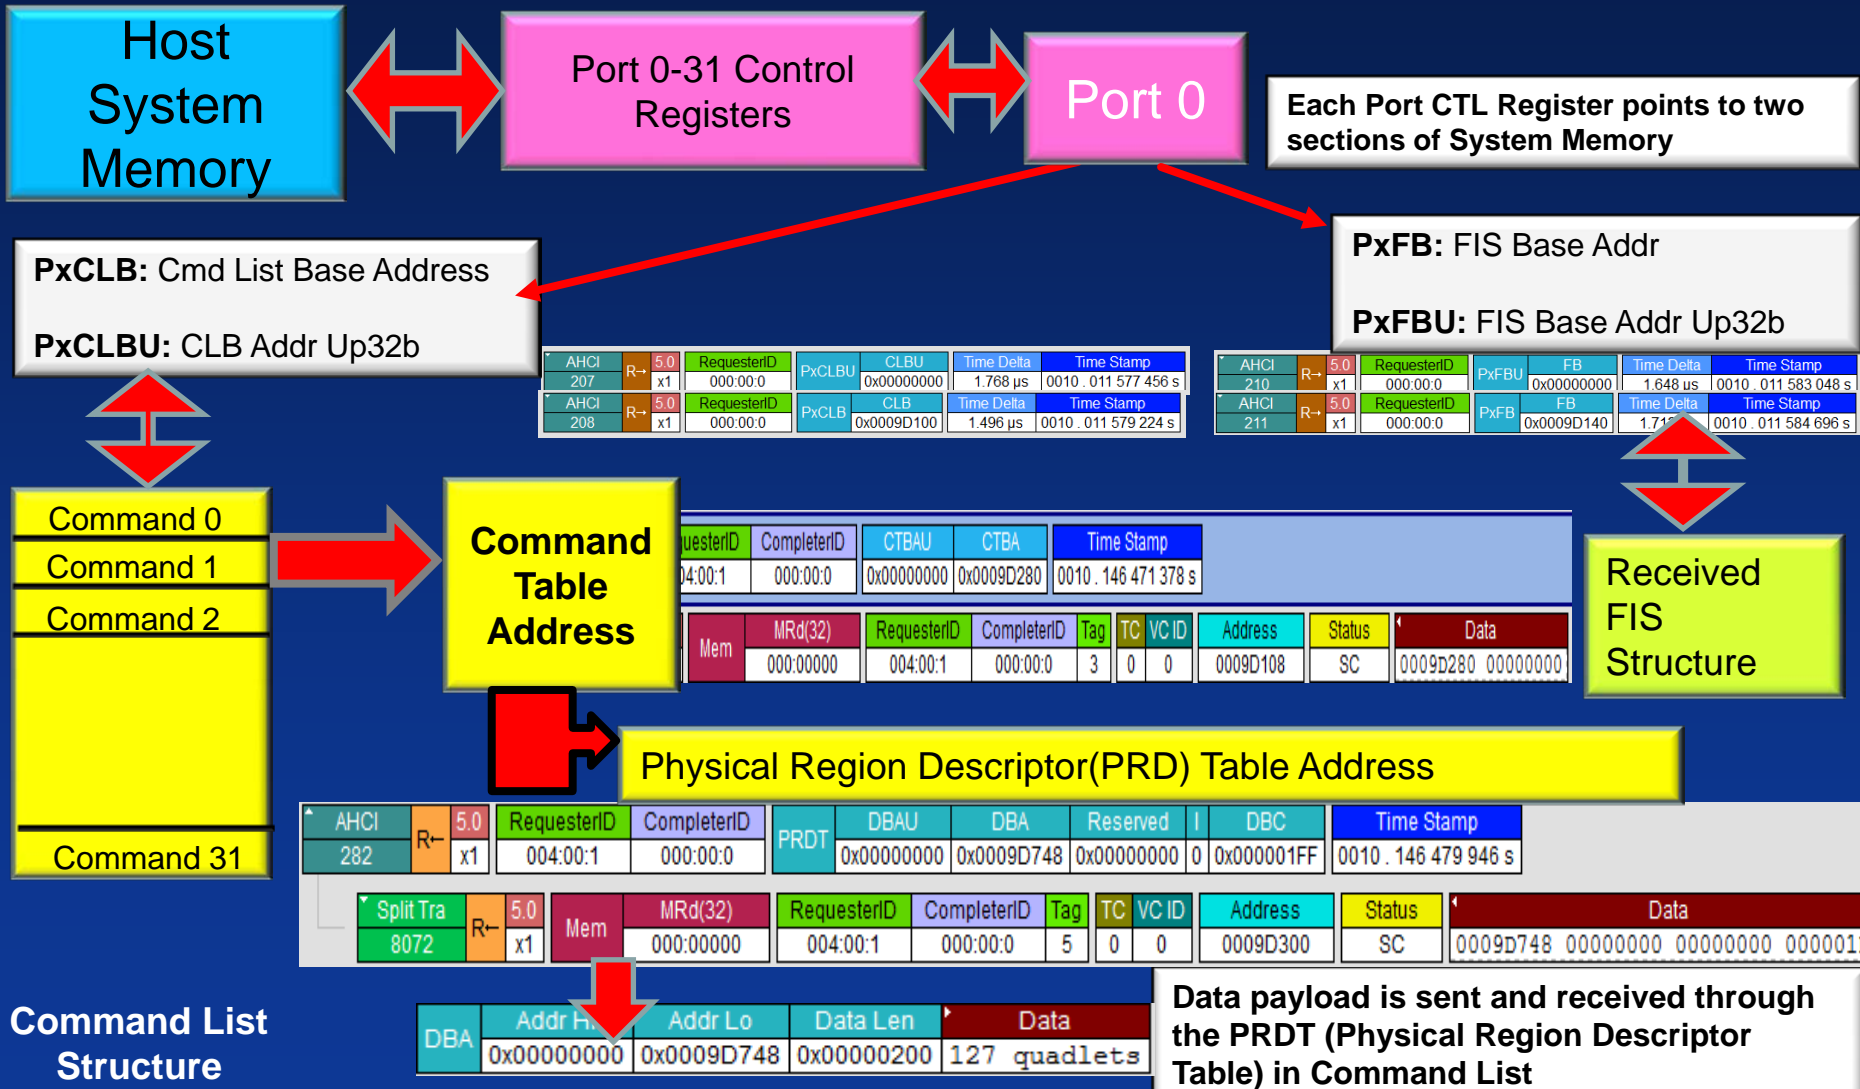 Host
System
Memory
Port 0-31 Control
Registers
Port 0
Each Port CTL Register points to two
sections of System Memory
PxCLB: Cmd List Base Address
PxCLBU: CLB Addr Up32b
PxFB: FIS Base Addr
PxFBU: FIS Base Addr Up32b
AHCI R→ 5.0 RequesterID PxCLBU CLBU Time Delta Time Stamp
207 x1 000:00:0 0x00000000 1.768 µs 0010 . 011 577 456 s
AHCI R→ 5.0 RequesterID PxCLB CLB Time Delta Time Stamp
208 x1 000:00:0 0x0009D100 1.496 µs 0010 . 011 579 224 s
AHCI R→ 5.0 RequesterID PxFBU FB Time Delta Time Stamp
210 x1 000:00:0 0x00000000 1.648 µs 0010 . 011 583 048 s
AHCI R→ 5.0 RequesterID PxFB FB Time Delta Time Stamp
211 x1 000:00:0 0x0009D140 0010 . 011 584 696 s
Command 0
Command 1
Command 2
Command 31
Command
Table
Address
uesterID CompleterID CTBAU CTBA Time Stamp
04:00:1 000:00:0 0x00000000 0x0009D280 0010 . 146 471 378 s
Mem MRd(32) RequesterID CompleterID Tag TC VC ID Address Status Data
000:00000 004:00:1 000:00:0 3 0 0 0009D108 SC 0009D280 00000000
Received
FIS
Structure
Physical Region Descriptor(PRD) Table Address
AHCI R← 5.0 RequesterID CompleterID PRDT DBAU DBA Reserved I DBC Time Stamp
282 x1 004:00:1 000:00:0 0x00000000 0x0009D748 0x00000000 0 0x000001FF 0010 . 146 479 946 s
Split Tra R← 5.0 Mem MRd(32) RequesterID CompleterID Tag TC VC ID Address Status Data
8072 x1 000:00000 004:00:1 000:00:0 5 0 0 0009D300 SC 0009D748 00000000 00000000 000001
DBA Addr Addr Lo Data Len Data
0x00000000 0x0009D748 0x00000200 127 quadlets
Command List
Structure
Data payload is sent and received through
the PRDT (Physical Region Descriptor
Table) in Command List